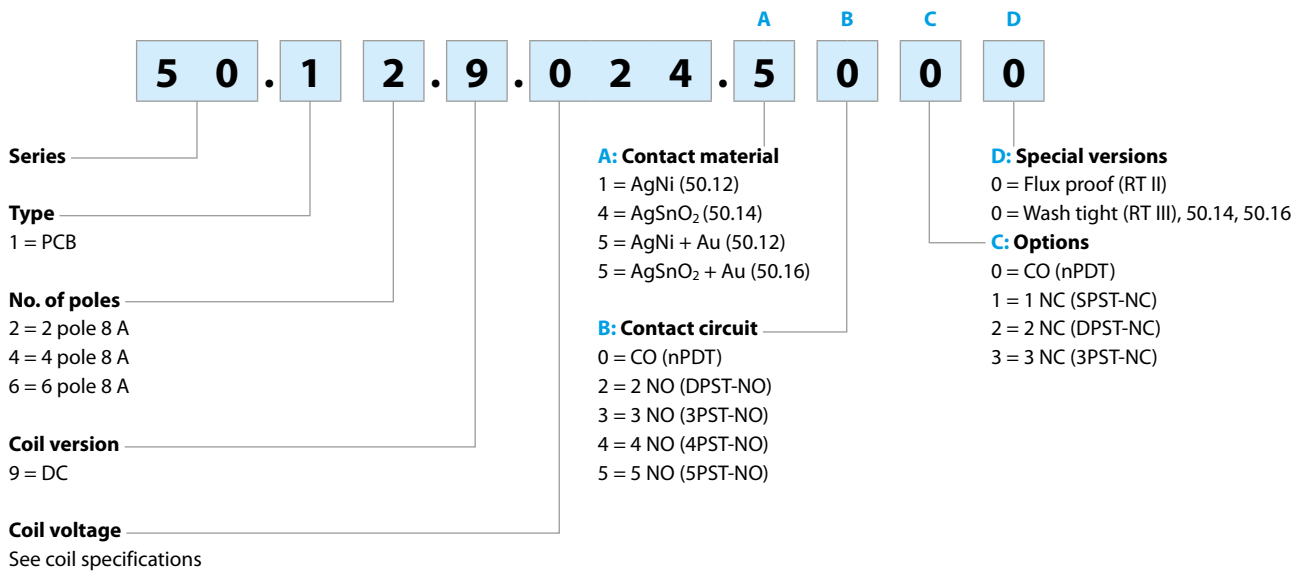 A B C D
5 0 . 1 2 . 9 . 0 2 4 . 5 0 0 0
Series
Type
1 = PCB
No. of poles
2 = 2 pole 8 A
4 = 4 pole 8 A
6 = 6 pole 8 A
Coil version
9 = DC
Coil voltage
See coil specifications
A: Contact material
1 = AgNi (50.12)
4 = AgSnO₂ (50.14)
5 = AgNi + Au (50.12)
5 = AgSnO₂ + Au (50.16)
B: Contact circuit
0 = CO (nPDT)
2 = 2 NO (DPST-NO)
3 = 3 NO (3PST-NO)
4 = 4 NO (4PST-NO)
5 = 5 NO (5PST-NO)
D: Special versions
0 = Flux proof (RT II)
0 = Wash tight (RT III), 50.14, 50.16
C: Options
0 = CO (nPDT)
1 = 1 NC (SPST-NC)
2 = 2 NC (DPST-NC)
3 = 3 NC (3PST-NC)